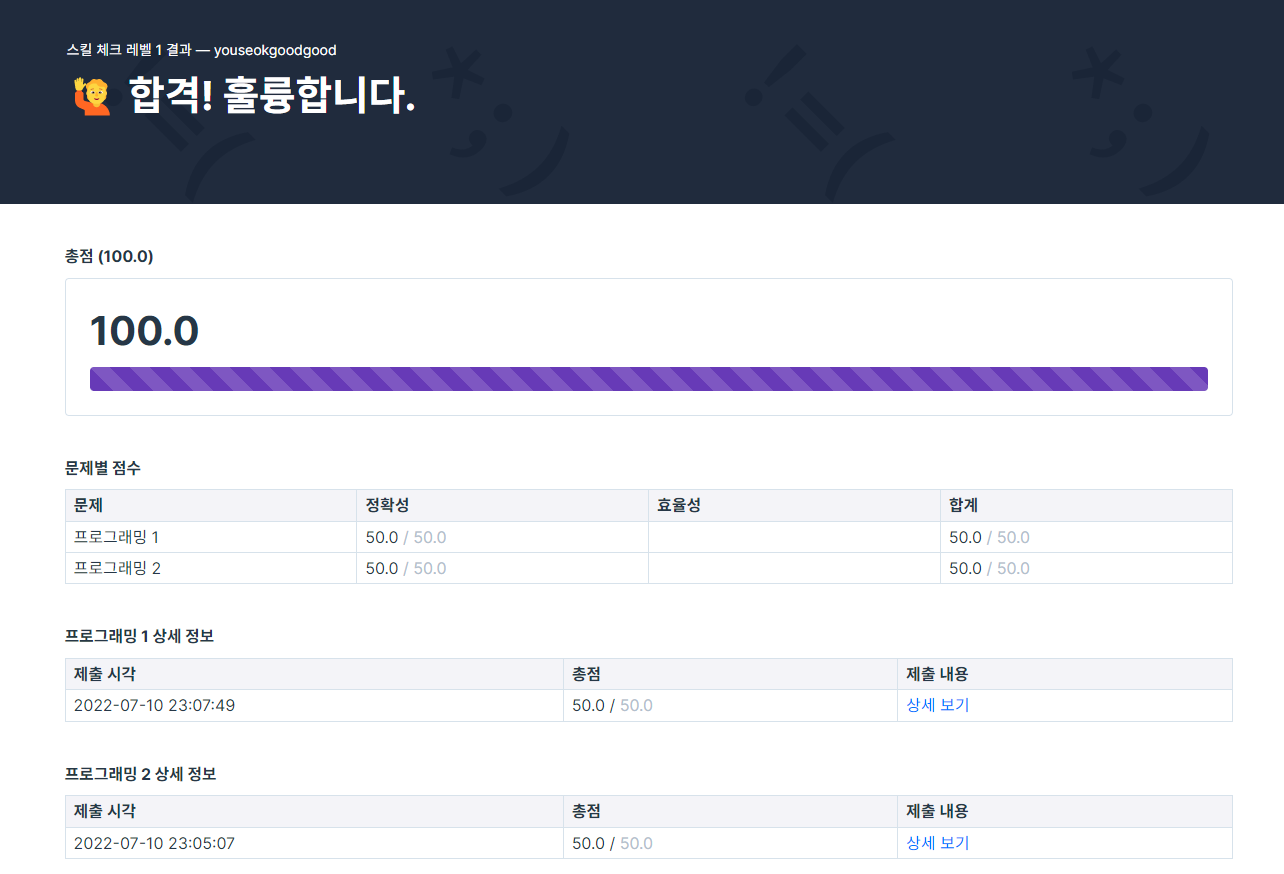 스킬 체크 레벨 1 결과 — youseokgoodgood
🙋 합격! 훌륭합니다.
총점 (100.0)
100.0
문제별 점수
문제 정확성 효율성 합계
프로그래밍 1 50.0 / 50.0 50.0 / 50.0
프로그래밍 2 50.0 / 50.0 50.0 / 50.0
프로그래밍 1 상세 정보
제출 시각 총점 제출 내용
2022-07-10 23:07:49 50.0 / 50.0 상세 보기
프로그래밍 2 상세 정보
제출 시각 총점 제출 내용
2022-07-10 23:05:07 50.0 / 50.0 상세 보기